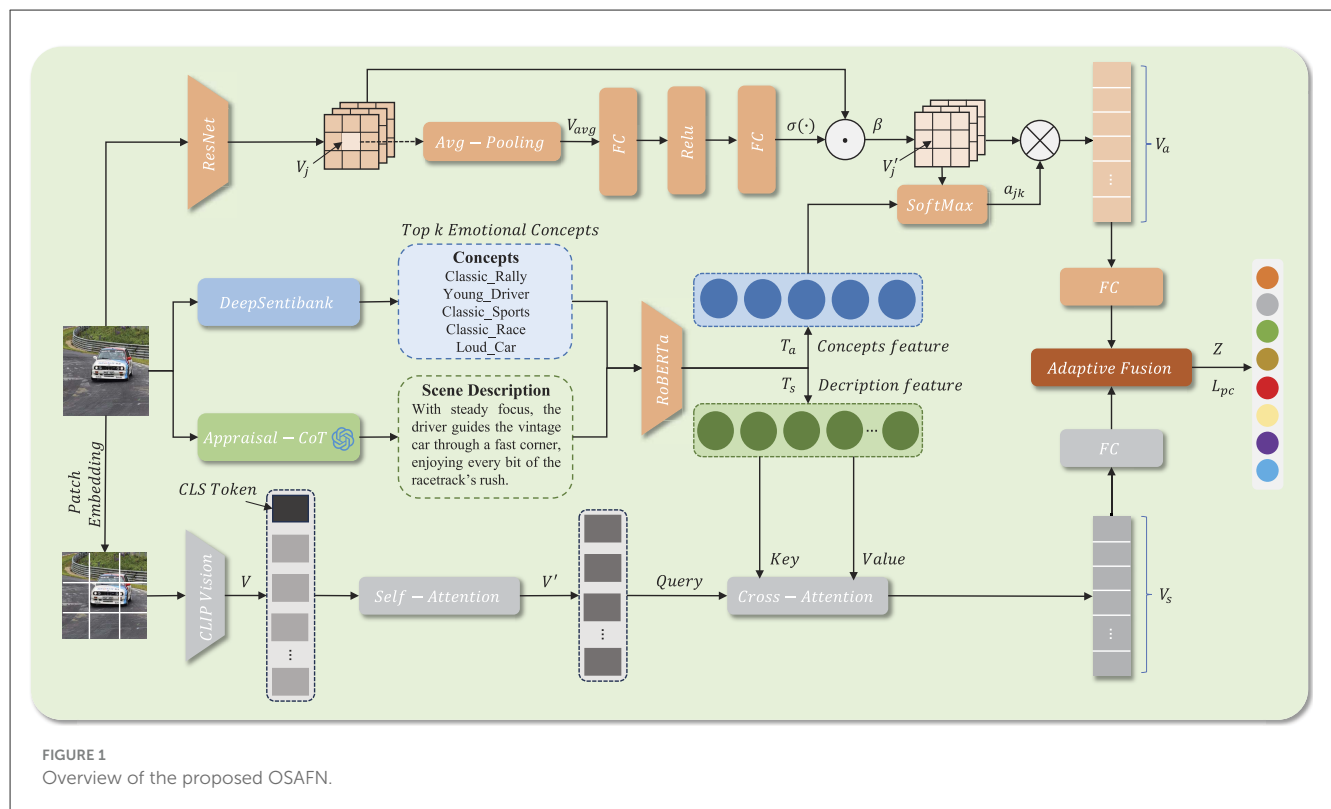 ResNet
V_j
Avg − Pooling
V_avg
FC
Relu
FC
σ(·)
β
V_j′
SoftMax
a_jk
V_a
Top k Emotional Concepts
Concepts
Classic_Rally
Young_Driver
Classic_Sports
Classic_Race
Loud_Car
DeepSentibank
Appraisal − CoT
Scene Description
With steady focus, the
driver guides the vintage
car through a fast corner,
enjoying every bit of the
racetrack's rush.
RoBERTa
T_a Concepts feature
T_s Decription feature
FC
Adaptive Fusion
Z
L_pc
FC
Patch
Embedding
CLS Token
CLIP Vision
V
Self − Attention
V′
Query
Key
Value
Cross − Attention
V_s
FIGURE 1
Overview of the proposed OSAFN.